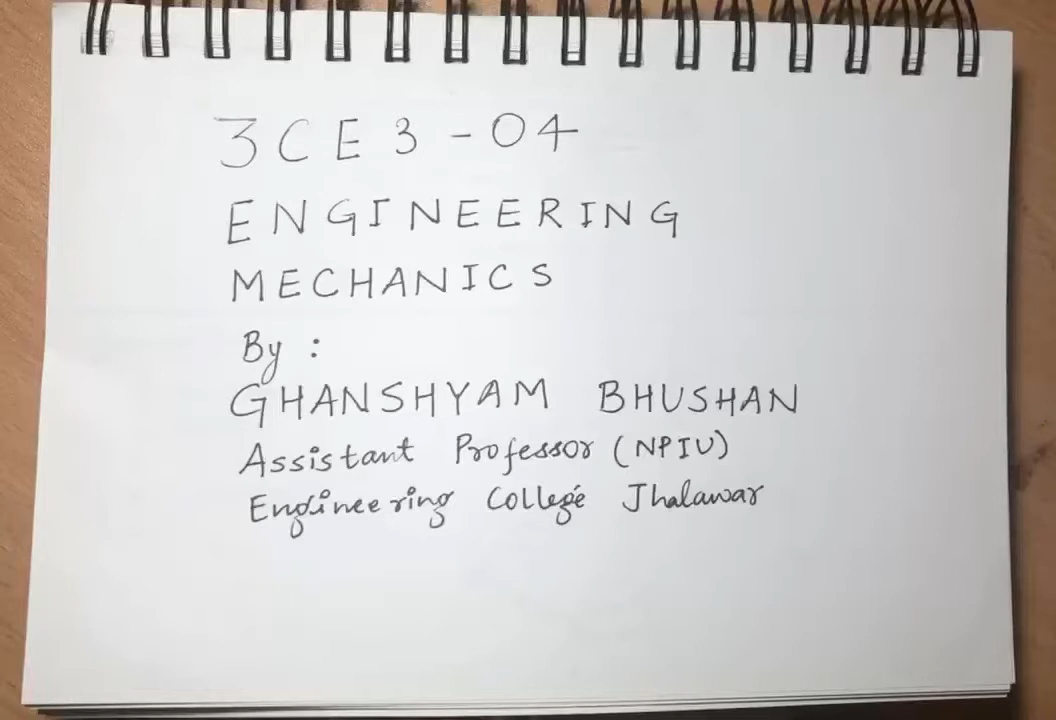 3CE3-04
ENGINEERING
MECHANICS
By :
GHANSHYAM BHUSHAN
Assistant Professor (NPIU)
Engineering College Jhalawar